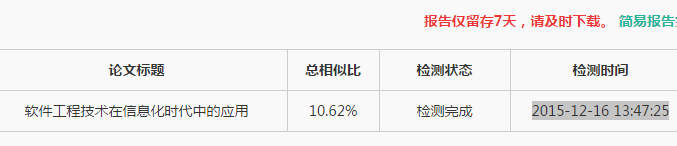 报告仅留存7天，请及时下载。 简易报告
论文标题 总相似比 检测状态 检测时间
软件工程技术在信息化时代中的应用 10.62% 检测完成 2015-12-16 13:47:25